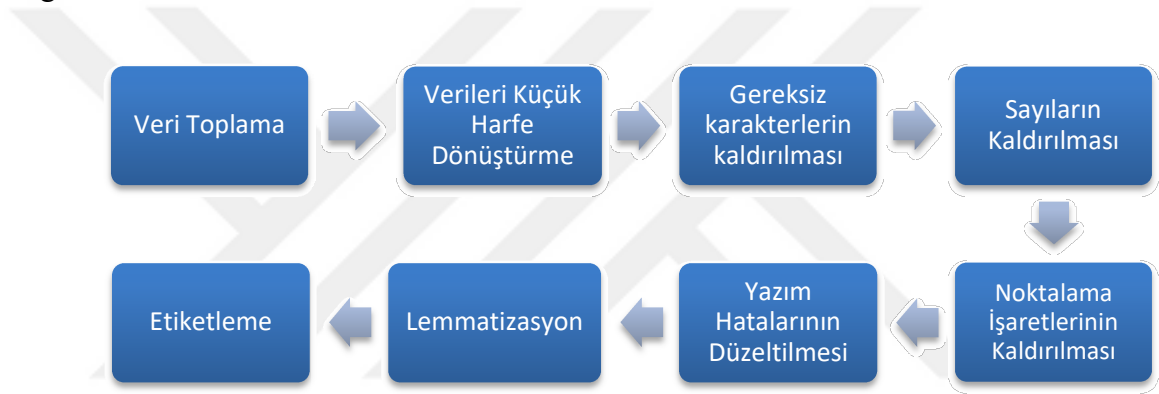 Veri Toplama
Verileri Küçük
Harfe
Dönüştürme
Gereksiz
karakterlerin
kaldırılması
Sayıların
Kaldırılması
Noktalama
İşaretlerinin
Kaldırılması
Yazım
Hatalarının
Düzeltilmesi
Lemmatizasyon
Etiketleme